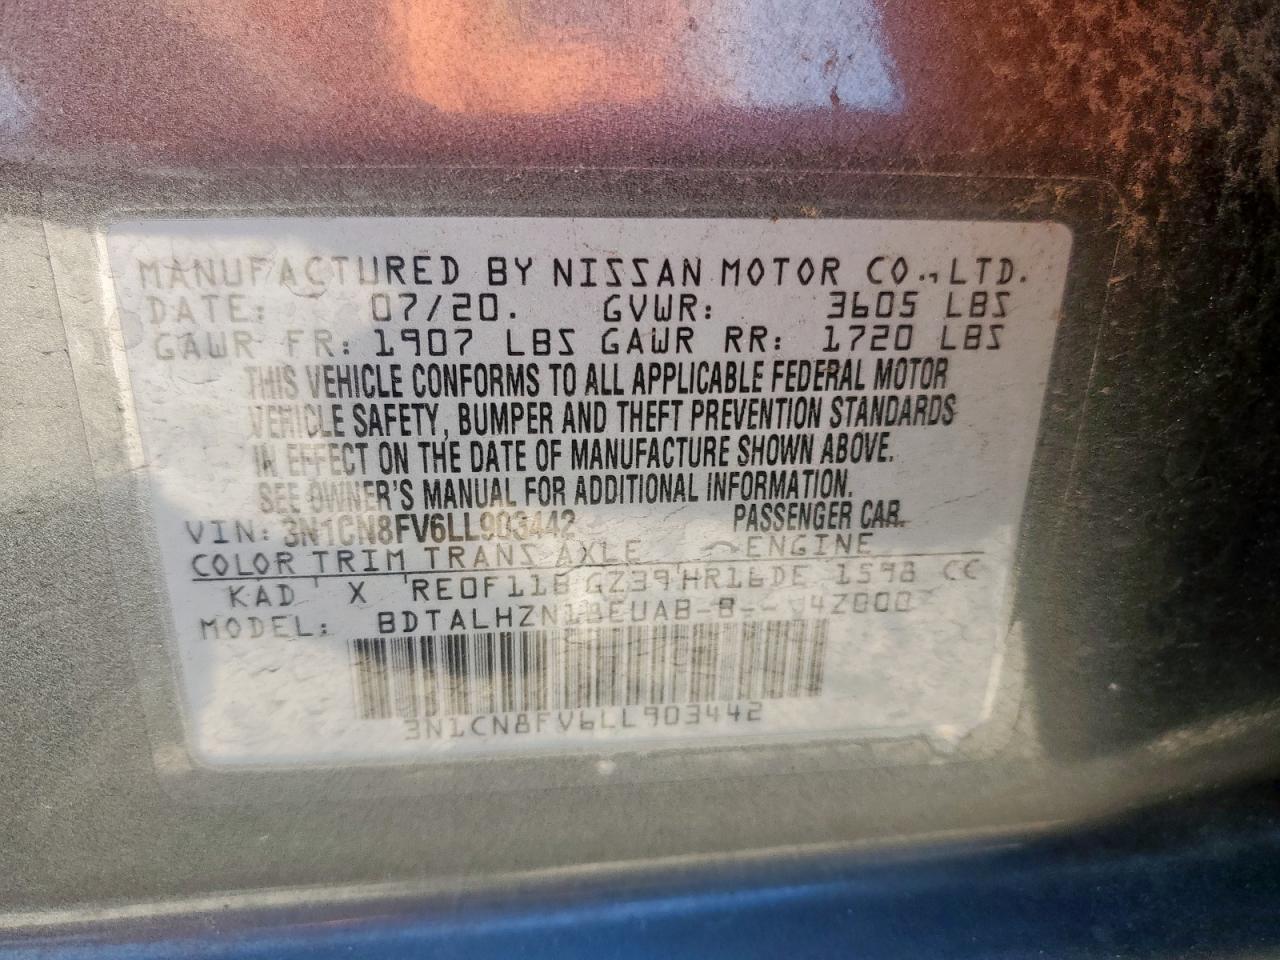 MANUFACTURED BY NISSAN MOTOR CO., LTD.
DATE: 07/20. GVWR: 3605 LBS
GAWR FR: 1907 LBS GAWR RR: 1720 LBS
THIS VEHICLE CONFORMS TO ALL APPLICABLE FEDERAL MOTOR
VEHICLE SAFETY, BUMPER AND THEFT PREVENTION STANDARDS
IN EFFECT ON THE DATE OF MANUFACTURE SHOWN ABOVE.
SEE OWNER'S MANUAL FOR ADDITIONAL INFORMATION.
VIN: 3N1CN8FV6LL903442 PASSENGER CAR.
COLOR TRIM TRANS AXLE ENGINE
KAD X RE0F11B GZ39 HR16DE 1598 CC
MODEL:
3N1CN8FV6LL903442